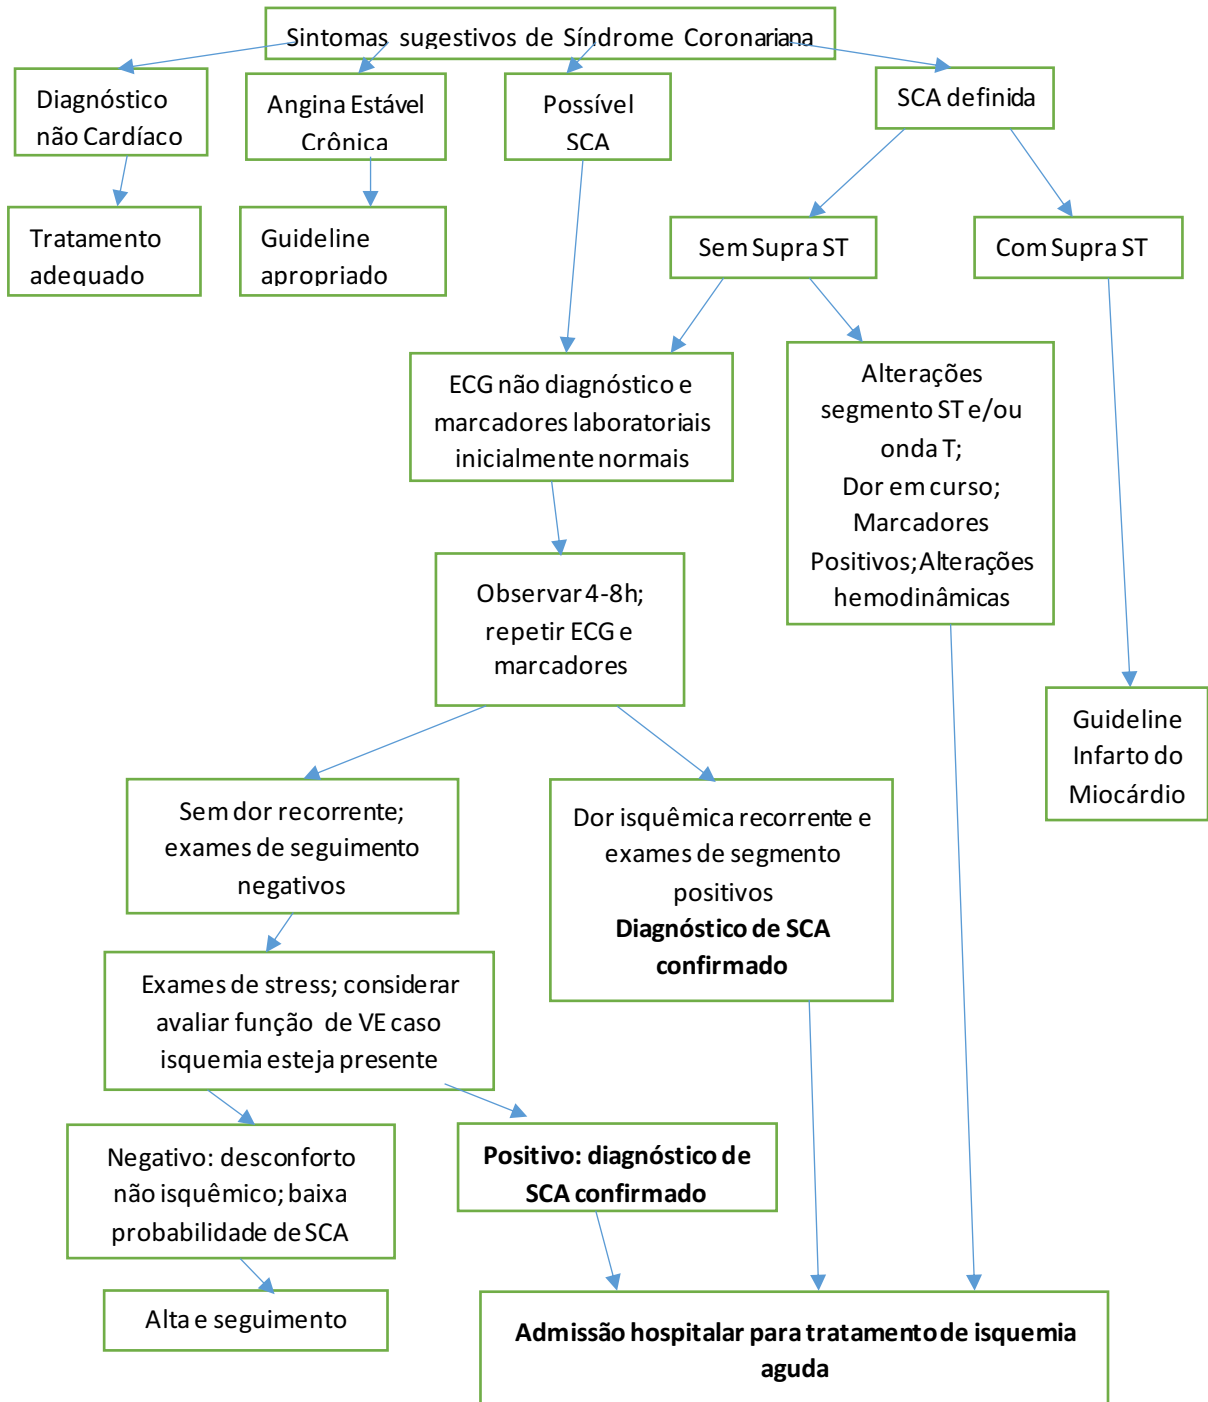 Sintomas sugestivos de Síndrome Coronariana
Diagnóstico
não Cardíaco
Angina Estável
Crônica
Possível
SCA
SCA definida
Tratamento
adequado
Guideline
apropriado
Sem Supra ST
Com Supra ST
ECG não diagnóstico e
marcadores laboratoriais
inicialmente normais
Alterações
segmento ST e/ou
onda T;
Dor em curso;
Marcadores
Positivos; Alterações
hemodinâmicas
Observar 4-8h;
repetir ECG e
marcadores
Guideline
Infarto do
Miocárdio
Sem dor recorrente;
exames de seguimento
negativos
Dor isquêmica recorrente e
exames de segmento
positivos
Diagnóstico de SCA
confirmado
Exames de stress; considerar
avaliar função de VE caso
isquemia esteja presente
Negativo: desconforto
não isquêmico; baixa
probabilidade de SCA
Positivo: diagnóstico de
SCA confirmado
Alta e seguimento
Admissão hospitalar para tratamento de isquemia
aguda